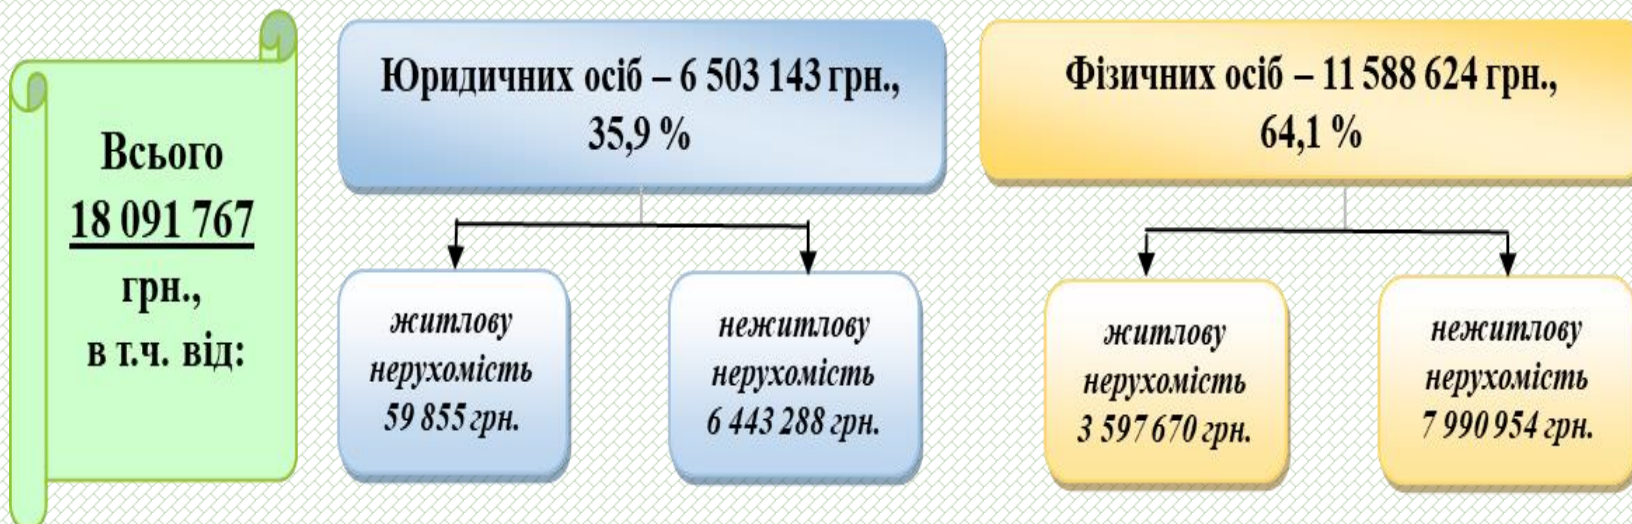 Всього
18 091 767
грн.,
в т.ч. від:
Юридичних осіб – 6 503 143 грн.,
35,9 %
житлову
нерухомість
59 855 грн.
нежитлову
нерухомість
6 443 288 грн.
Фізичних осіб – 11 588 624 грн.,
64,1 %
житлову
нерухомість
3 597 670 грн.
нежитлову
нерухомість
7 990 954 грн.